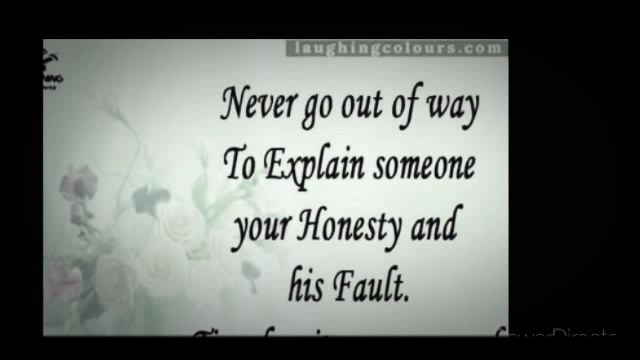 laughingcolours.com
Never go out of way
To Explain someone
your Honesty and
his Fault.